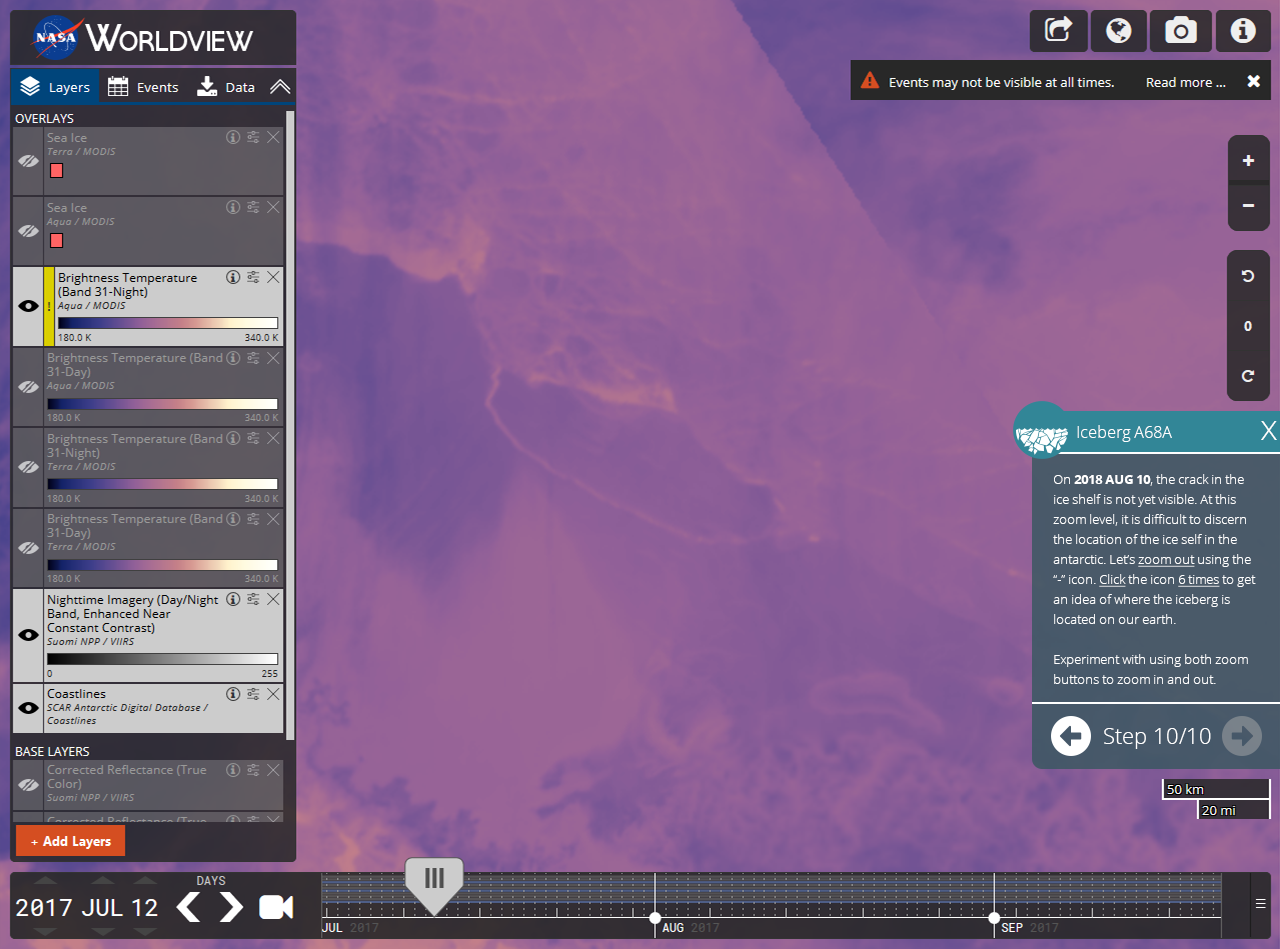 NASA WORLDVIEW
Layers Events Data
Events may not be visible at all times. Read more ...
OVERLAYS
Sea Ice
Terra / MODIS
Sea Ice
Aqua / MODIS
Brightness Temperature
(Band 31-Night)
!
Aqua / MODIS
180.0 K 340.0 K
Brightness Temperature (Band
31-Day)
Aqua / MODIS
180.0 K 340.0 K
Brightness Temperature (Band
31-Night)
Terra / MODIS
180.0 K 340.0 K
Brightness Temperature (Band
31-Day)
Terra / MODIS
180.0 K 340.0 K
Nighttime Imagery (Day/Night
Band, Enhanced Near
Constant Contrast)
Suomi NPP / VIIRS
0 255
Coastlines
SCAR Antarctic Digital Database /
Coastlines
BASE LAYERS
Corrected Reflectance (True
Color)
Suomi NPP / VIIRS
Corrected Reflectance (True
+ Add Layers
+
−
0
Iceberg A68A X
On 2018 AUG 10, the crack in the
ice shelf is not yet visible. At this
zoom level, it is difficult to discern
the location of the ice self in the
antarctic. Let's zoom out using the
“-” icon. Click the icon 6 times to get
an idea of where the iceberg is
located on our earth.
Experiment with using both zoom
buttons to zoom in and out.
Step 10/10
50 km
20 mi
DAYS
2017 JUL 12
JUL 2017 AUG 2017 SEP 2017